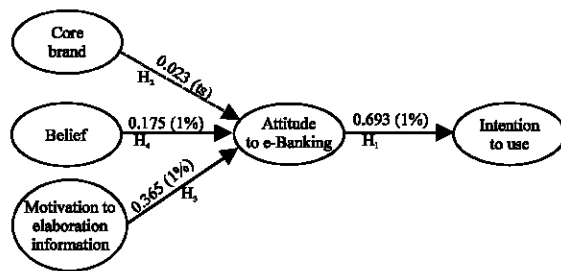 Core
brand
0.023 (ts)
H₂
Belief
0.175 (1%)
H₄
Motivation to
elaboration
information
0.365 (1%)
H₃
Attitude
to e-Banking
0.693 (1%)
H₁
Intention
to use